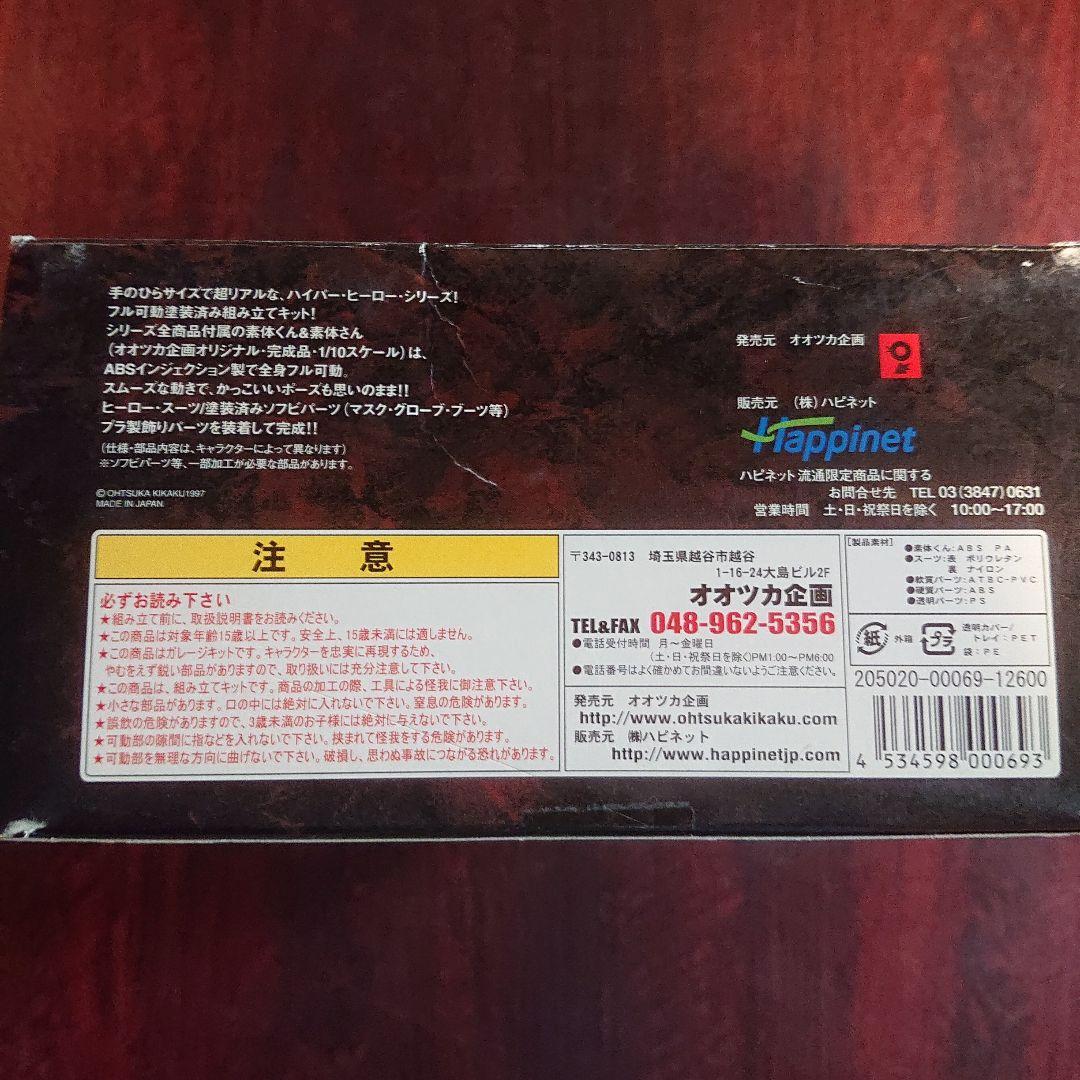 手のひらサイズで超リアルな、ハイパー・ヒーロー・シリーズ!
フル可動塗装済み組み立てキット!
シリーズ全商品付属の素体くん&素体さん
(オオツカ企画オリジナル・完成品・1/10スケール)は、
ABSインジェクション製で全身フル可動。
スムーズな動きで、かっこいいポーズも思いのまま!!
ヒーロー・スーツ/塗装済みソフビパーツ(マスク・グローブ・ブーツ等)
プラ製飾りパーツを装着して完成!!
(仕様・部品内容は、キャラクターによって異なります)
※ソフビパーツ等、一部加工が必要な部品があります。
©OHTSUKA KIKAKU1997
MADE IN JAPAN
発売元 オオツカ企画
販売元 (株)ハピネット
Happinet
ハピネット流通限定商品に関する
お問合せ先 TEL 03(3847)0631
営業時間 土・日・祝祭日を除く 10:00〜17:00
注 意
必ずお読み下さい
★組み立て前に、取扱説明書をお読みください。
★この商品は対象年齢15歳以上です。安全上、15歳未満には適しません。
★この商品はガレージキットです。キャラクターを忠実に再現するため、
やむをえず鋭い部品がありますので、取り扱いには充分注意して下さい。
★この商品は、組み立てキットです。商品の加工の際、工具による怪我に御注意下さい。
★小さな部品があります。口の中には絶対に入れないで下さい。窒息の危険があります。
★誤飲の危険がありますので、3歳未満のお子様には絶対に与えないで下さい。
★可動部の隙間に指などを入れないで下さい。挟まれて怪我をする危険があります。
★可動部を無理な方向に曲げないで下さい。破損し、思わぬ事故につながる恐れがあります。
〒343-0813 埼玉県越谷市越谷
1-16-24大島ビル2F
オオツカ企画
TEL&FAX 048-962-5356
●電話受付時間 月〜金曜日
(土・日・祝祭日を除く)PM1:00〜PM6:00
●電話番号はよく確かめてお間違いないようご注意ください。
発売元 オオツカ企画
http://www.ohtsukakikaku.com
販売元 ㈱ハピネット
http://www.happinetjp.com
[製品素材]
●素体くん:ABS PA
●スーツ:表 ポリウレタン
裏 ナイロン
●軟質パーツ:ATBC-PVC
●硬質パーツ:ABS
●透明パーツ:PS
紙 外箱
プラ 透明カバー/
トレイ:PET
袋:PE
205020-00069-12600
4 534598 000693